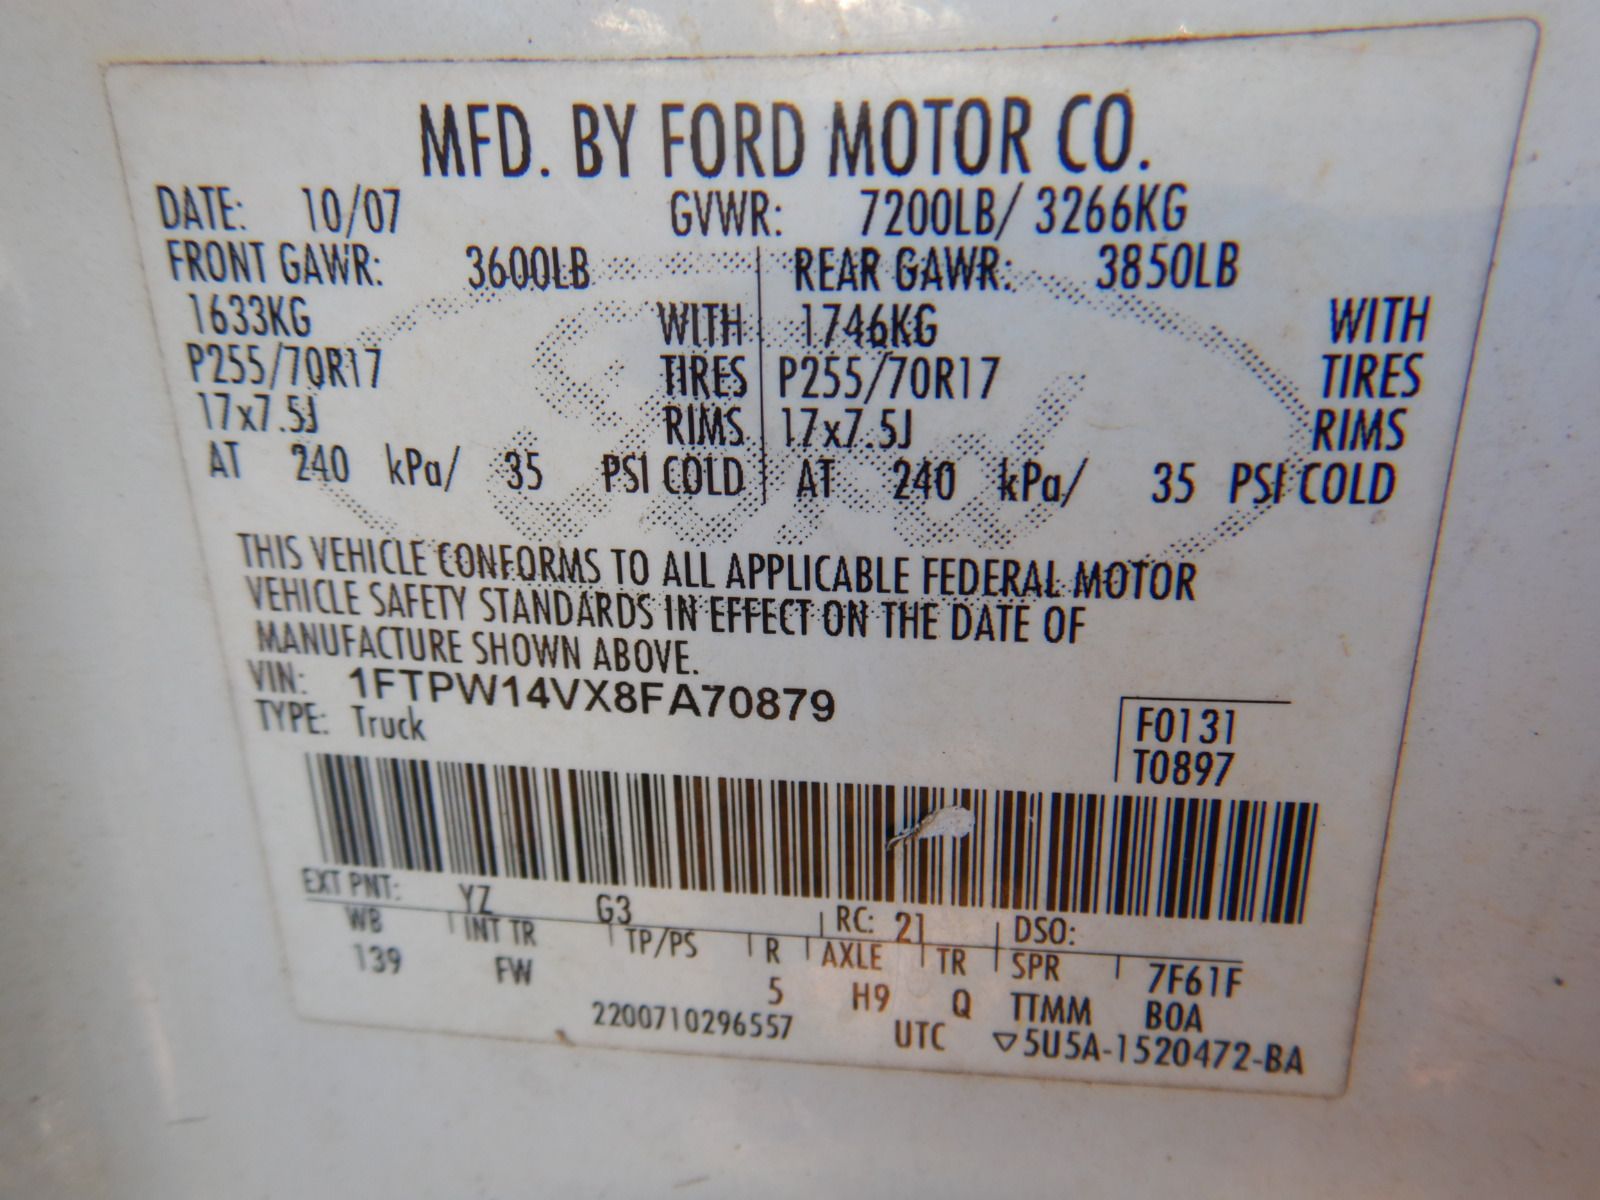 MFD. BY FORD MOTOR CO.
DATE: 10/07 GVWR: 7200LB/ 3266KG
FRONT GAWR: 3600LB REAR GAWR: 3850LB
1633KG WITH 1746KG WITH
P255/70R17 TIRES P255/70R17 TIRES
17x7.5J RIMS 17x7.5J RIMS
AT 240 kPa/ 35 PSI COLD AT 240 kPa/ 35 PSI COLD
Ford
THIS VEHICLE CONFORMS TO ALL APPLICABLE FEDERAL MOTOR
VEHICLE SAFETY STANDARDS IN EFFECT ON THE DATE OF
MANUFACTURE SHOWN ABOVE.
VIN: 1FTPW14VX8FA70879
TYPE: Truck
F0131
T0897
EXT PNT: YZ G3 RC: 21 DSO:
WB INT TR TP/PS R AXLE TR SPR 7F61F
139 FW 5 H9 Q TTMM BOA
2200710296557 UTC ▽5U5A-1520472-BA